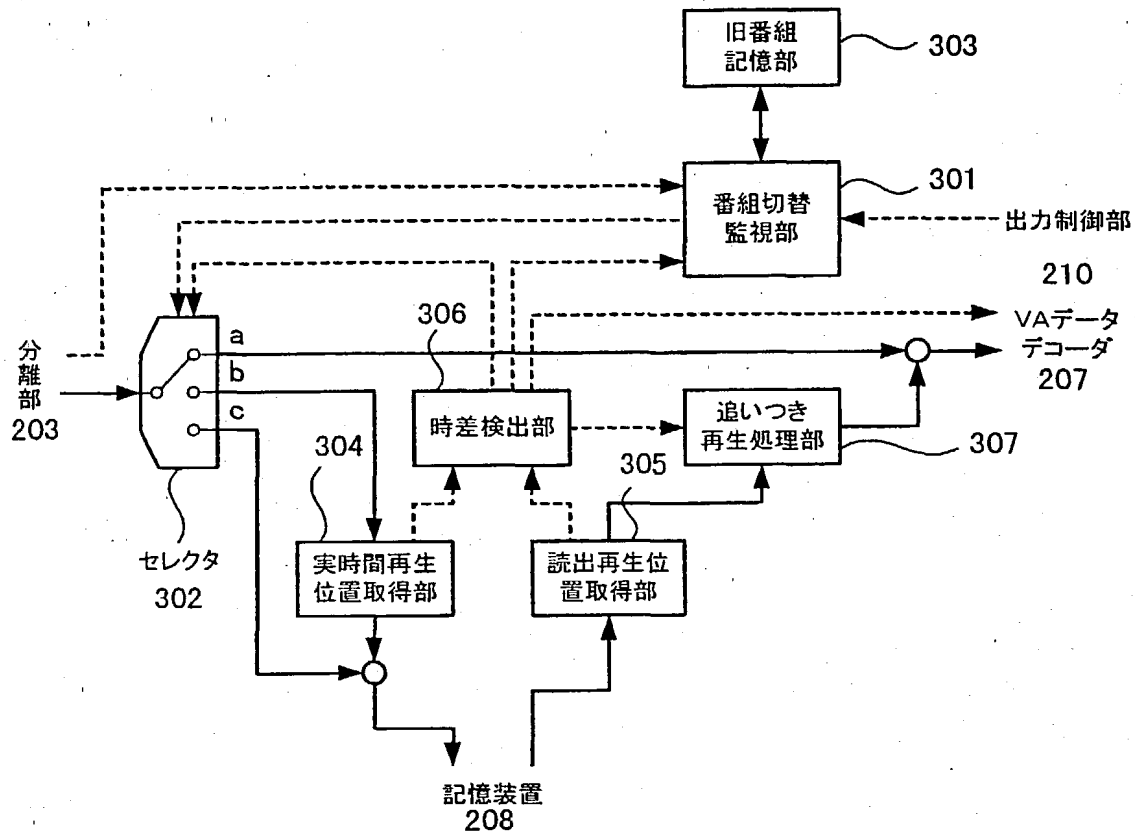 旧番組
記憶部
303
番組切替
監視部
301
出力制御部
210
VAデータ
デコーダ
207
分
離
部
203
a
b
c
セレクタ
302
306
時差検出部
追いつき
再生処理部
307
304
実時間再生
位置取得部
305
読出再生位
置取得部
記憶装置
208